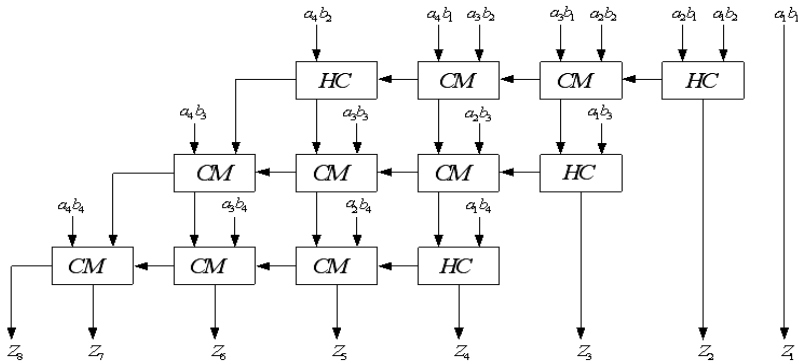 a₄b₂ a₄b₁ a₃b₂ a₃b₁ a₂b₂ a₂b₁ a₁b₂ a₁b₁
HC CM CM HC
a₄b₃ a₃b₃ a₂b₃ a₁b₃
CM CM CM HC
a₄b₄ a₃b₄ a₂b₄ a₁b₄
CM CM CM HC
Z₈ Z₇ Z₆ Z₅ Z₄ Z₃ Z₂ Z₁